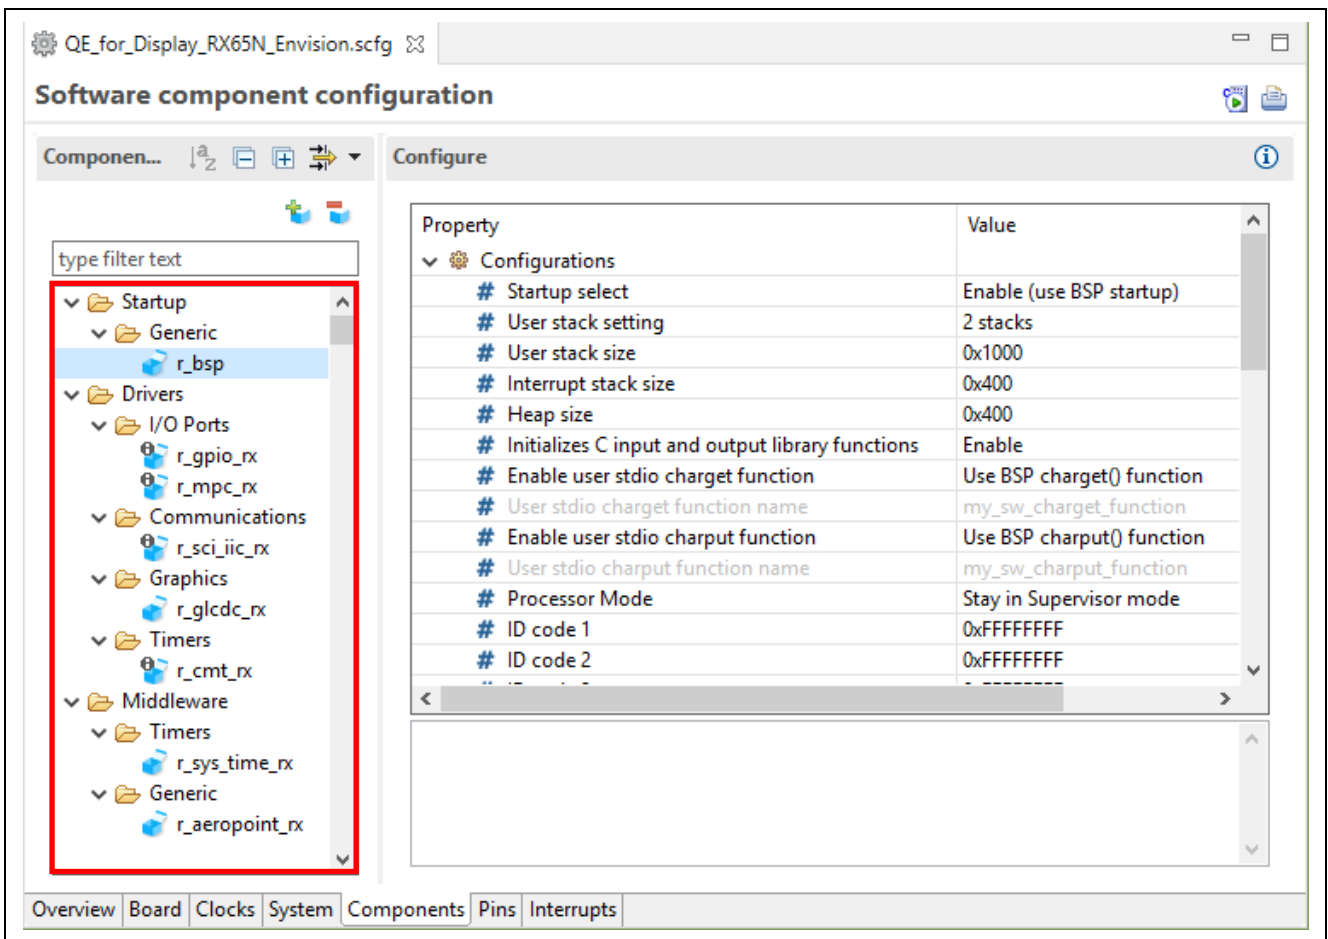 QE_for_Display_RX65N_Envision.scfg
Software component configuration
Componen...
Configure
type filter text
Startup
Generic
r_bsp
Drivers
I/O Ports
r_gpio_rx
r_mpc_rx
Communications
r_sci_iic_rx
Graphics
r_glcdc_rx
Timers
r_cmt_rx
Middleware
Timers
r_sys_time_rx
Generic
r_aeropoint_rx
Property Value
Configurations
# Startup select Enable (use BSP startup)
# User stack setting 2 stacks
# User stack size 0x1000
# Interrupt stack size 0x400
# Heap size 0x400
# Initializes C input and output library functions Enable
# Enable user stdio charget function Use BSP charget() function
# User stdio charget function name my_sw_charget_function
# Enable user stdio charput function Use BSP charput() function
# User stdio charput function name my_sw_charput_function
# Processor Mode Stay in Supervisor mode
# ID code 1 0xFFFFFFFF
# ID code 2 0xFFFFFFFF
Overview Board Clocks System Components Pins Interrupts